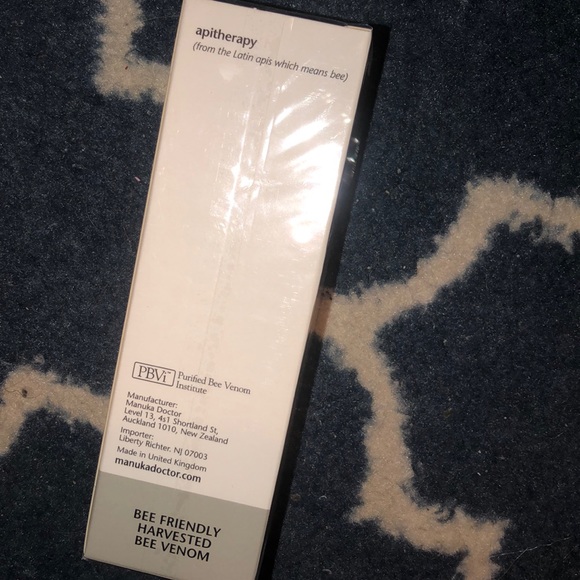 apitherapy
(from the Latin apis which means bee)
PBVi™ Purified Bee Venom
Institute
Manufacturer:
Manuka Doctor
Level 13, 4s1 Shortland St,
Auckland 1010, New Zealand
Importer:
Liberty Richter. NJ 07003
Made in United Kingdom
manukadoctor.com
BEE FRIENDLY
HARVESTED
BEE VENOM